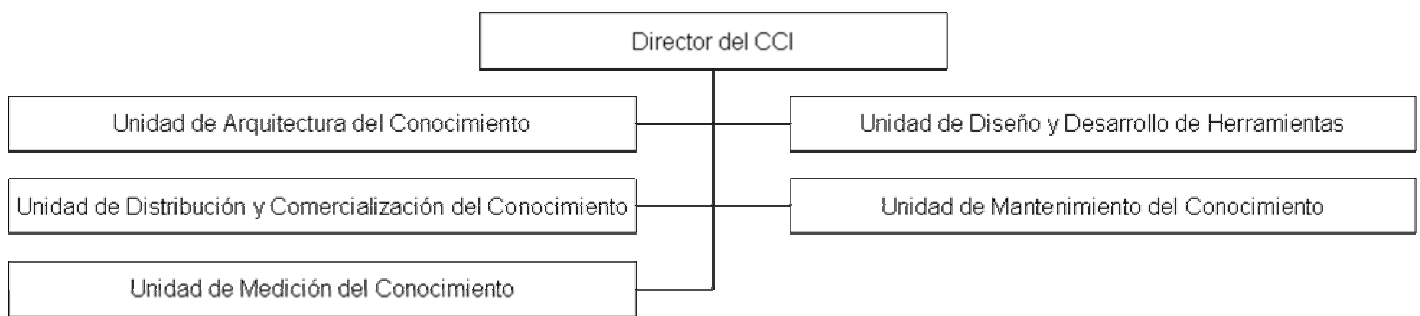 Director del CCI
Unidad de Arquitectura del Conocimiento
Unidad de Diseño y Desarrollo de Herramientas
Unidad de Distribución y Comercialización del Conocimiento
Unidad de Mantenimiento del Conocimiento
Unidad de Medición del Conocimiento